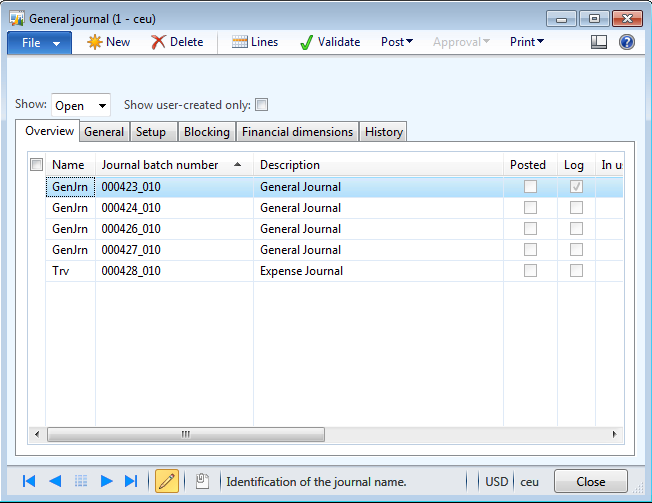 General journal (1 - ceu)
File New Delete Lines Validate Post Approval Print
Show: Open Show user-created only:
Overview General Setup Blocking Financial dimensions History
Name Journal batch number Description Posted Log In u
GenJrn 000423_010 General Journal
GenJrn 000424_010 General Journal
GenJrn 000426_010 General Journal
GenJrn 000427_010 General Journal
Trv 000428_010 Expense Journal
Identification of the journal name. USD ceu Close